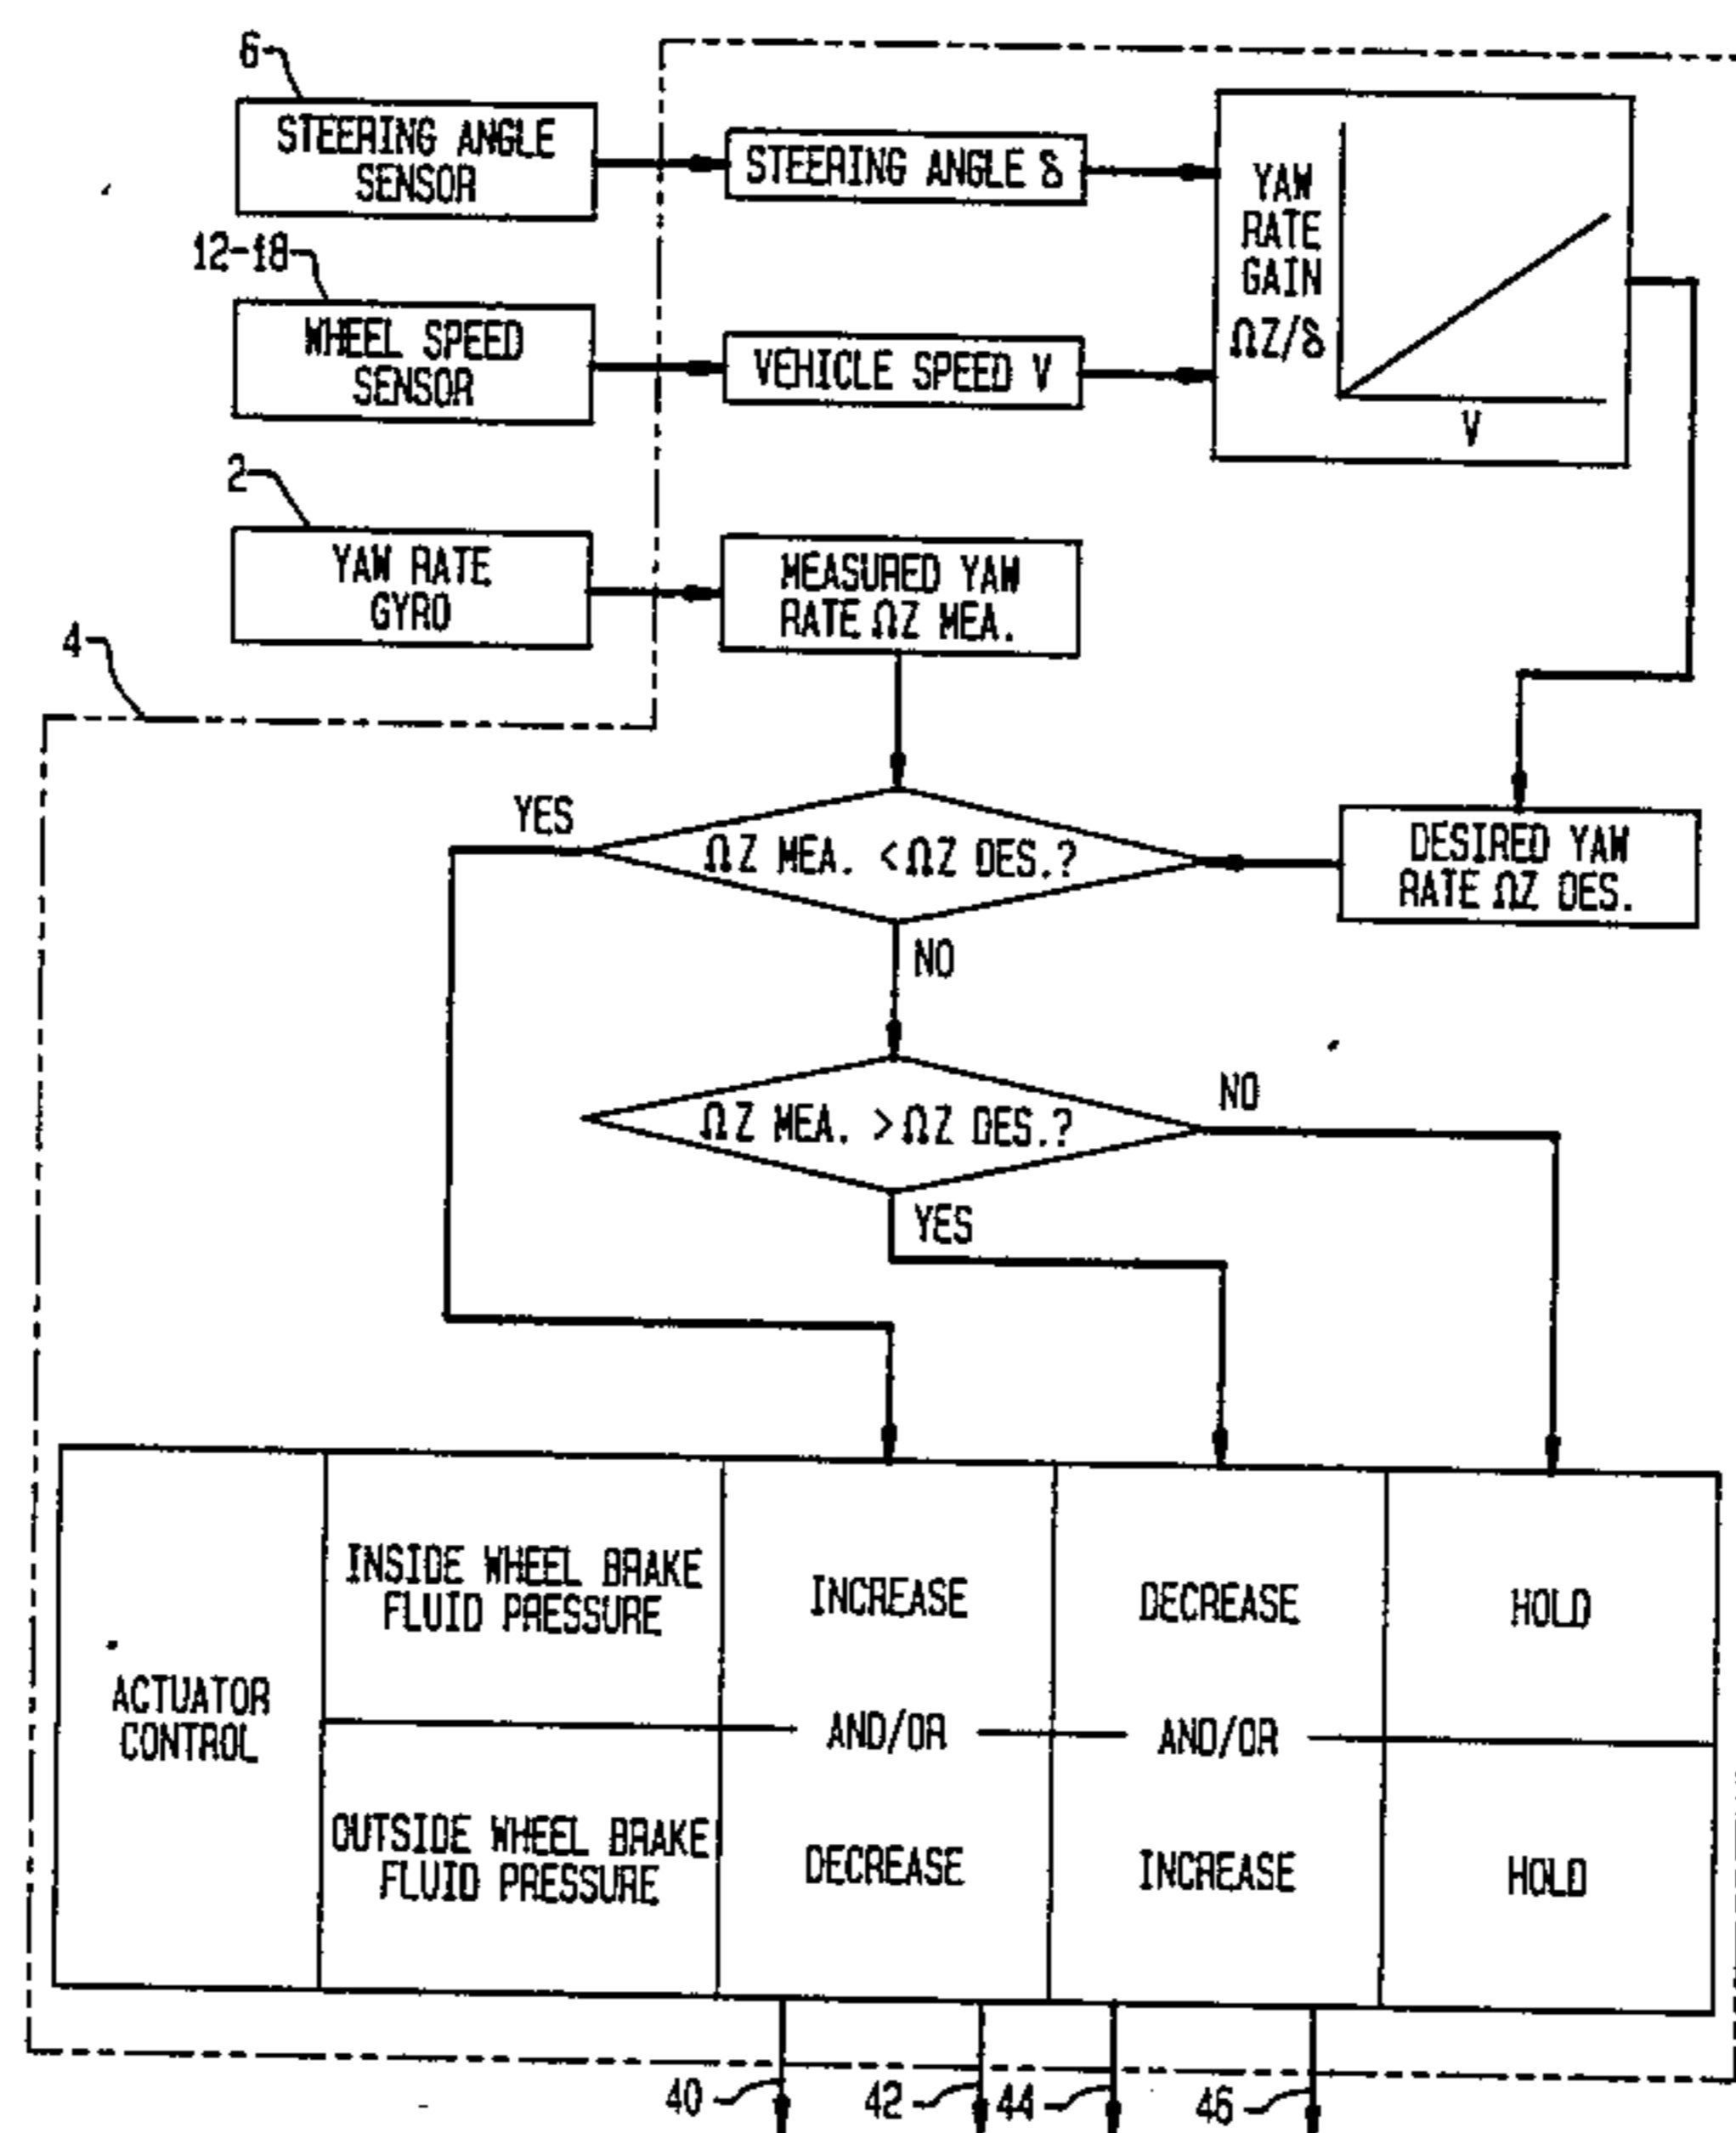 6
STEERING ANGLE
SENSOR
STEERING ANGLE δ
YAW
RATE
GAIN
ΩZ/δ
V
12-18
WHEEL SPEED
SENSOR
VEHICLE SPEED V
2
YAW RATE
GYRO
MEASURED YAW
RATE ΩZ MEA.
4
YES
ΩZ MEA. <ΩZ DES.?
DESIRED YAW
RATE ΩZ DES.
NO
ΩZ MEA. >ΩZ DES.?
NO
YES
ACTUATOR
CONTROL
INSIDE WHEEL BRAKE
FLUID PRESSURE
INCREASE
DECREASE
HOLD
AND/OR
AND/OR
OUTSIDE WHEEL BRAKE
FLUID PRESSURE
DECREASE
INCREASE
HOLD
40
42
44
46